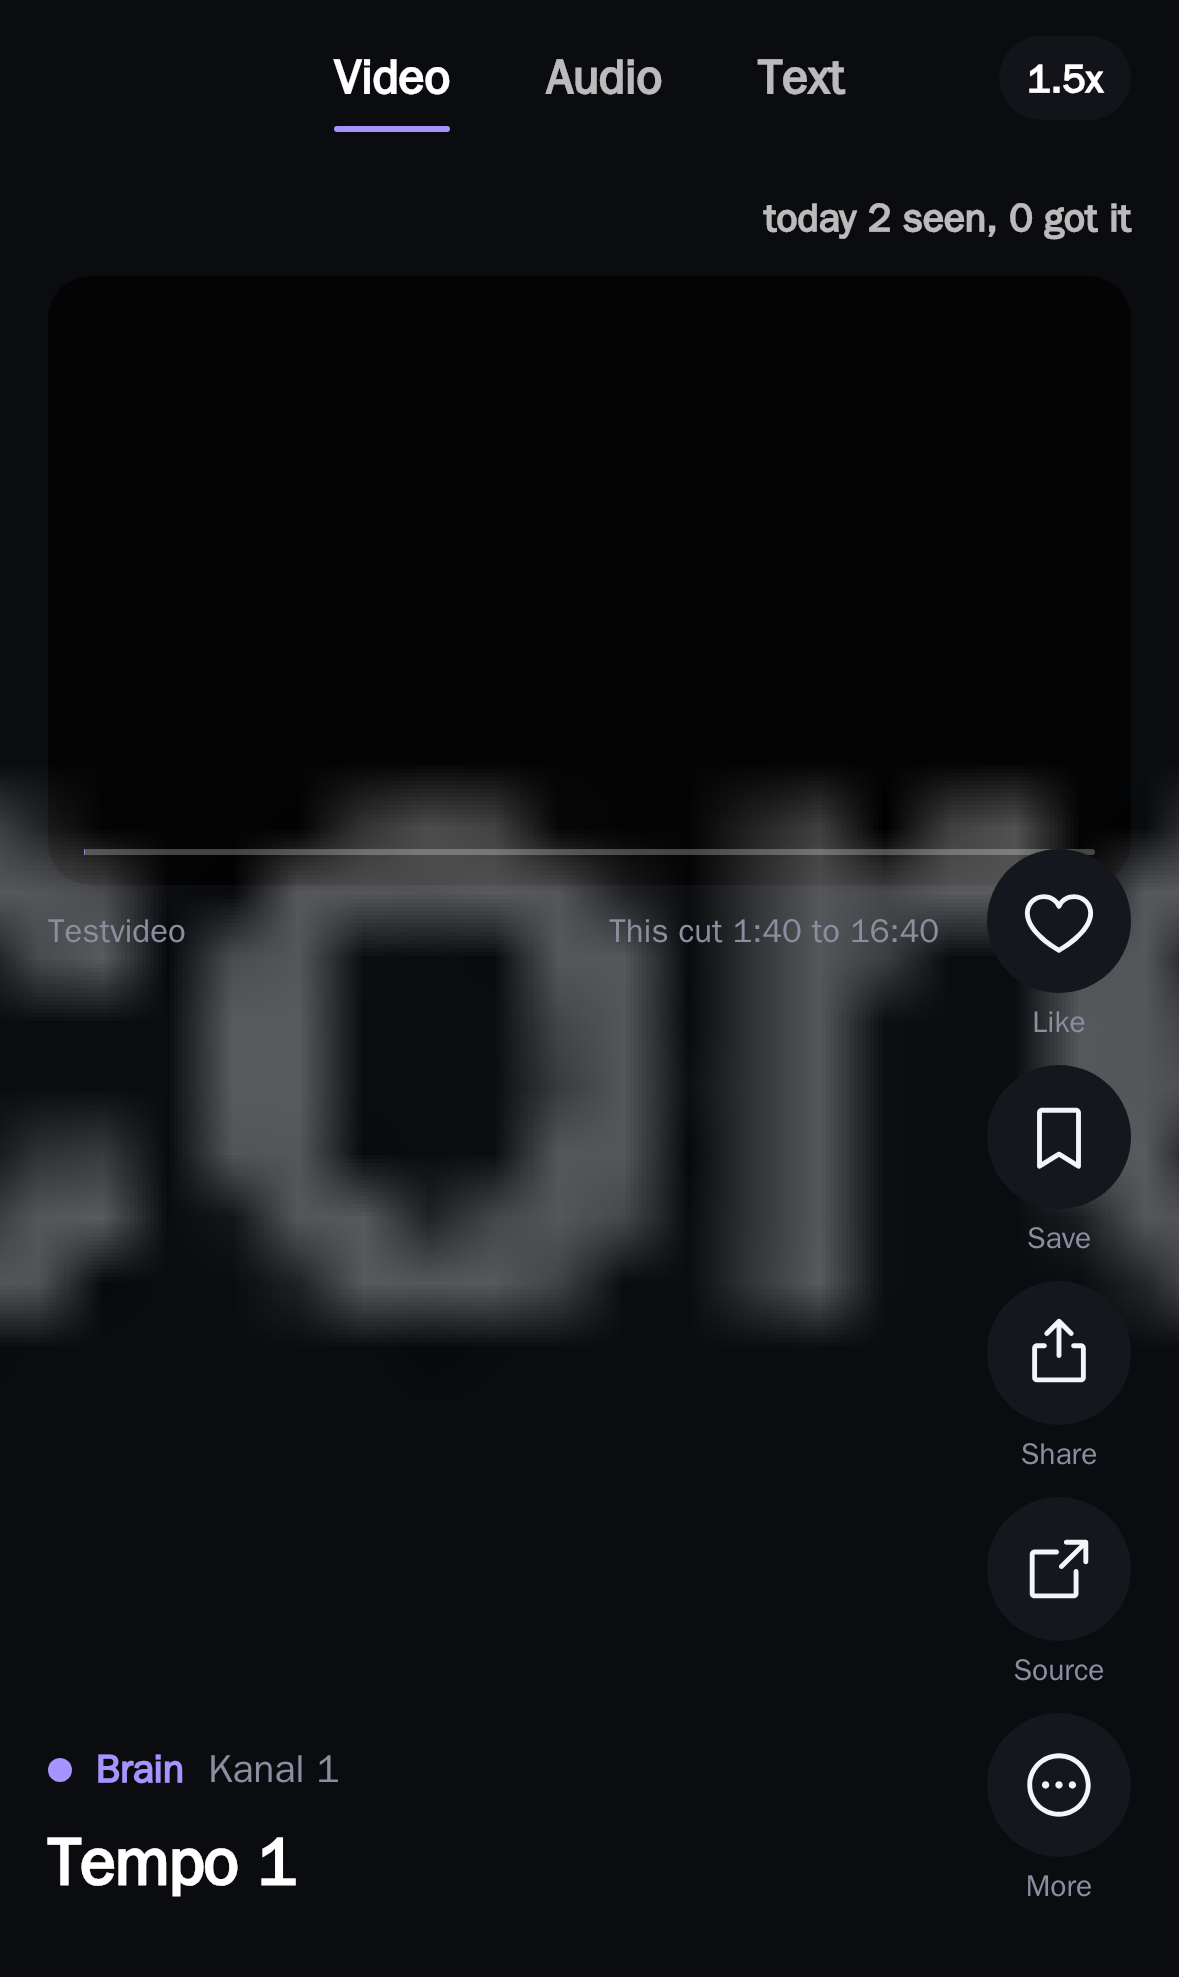 Video Audio Text 1.5x
today 2 seen, 0 got it
Testvideo This cut 1:40 to 16:40
Like
Save
Share
Source
Brain Kanal 1
Tempo 1
More